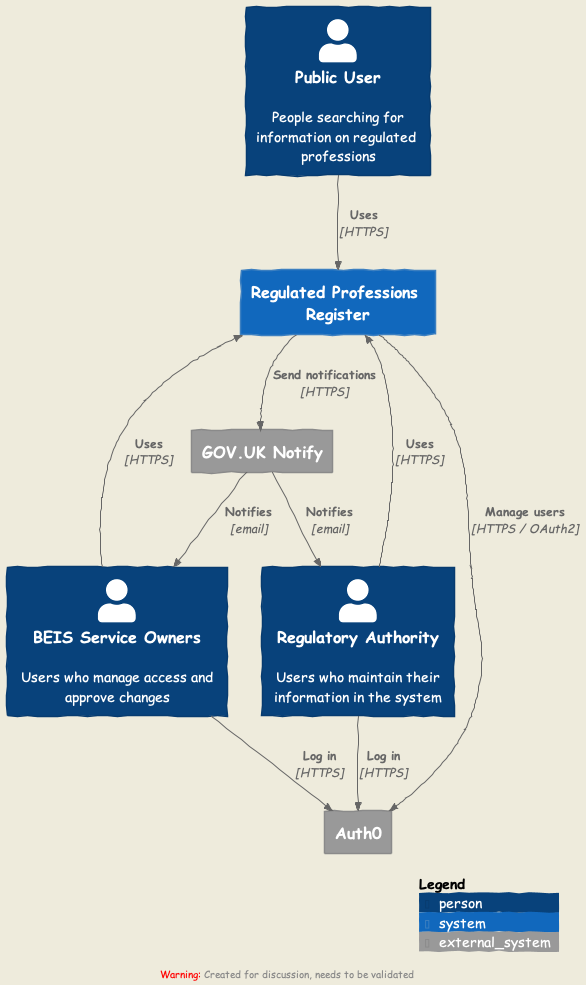 Public User
People searching for
information on regulated
professions
Uses
[HTTPS]
Regulated Professions
Register
Send notifications
[HTTPS]
Uses
[HTTPS]
Uses
[HTTPS]
GOV.UK Notify
Notifies
[email]
Notifies
[email]
Manage users
[HTTPS / OAuth2]
BEIS Service Owners
Users who manage access and
approve changes
Regulatory Authority
Users who maintain their
information in the system
Log in
[HTTPS]
Log in
[HTTPS]
Auth0
Legend
person
system
external_system
Warning: Created for discussion, needs to be validated